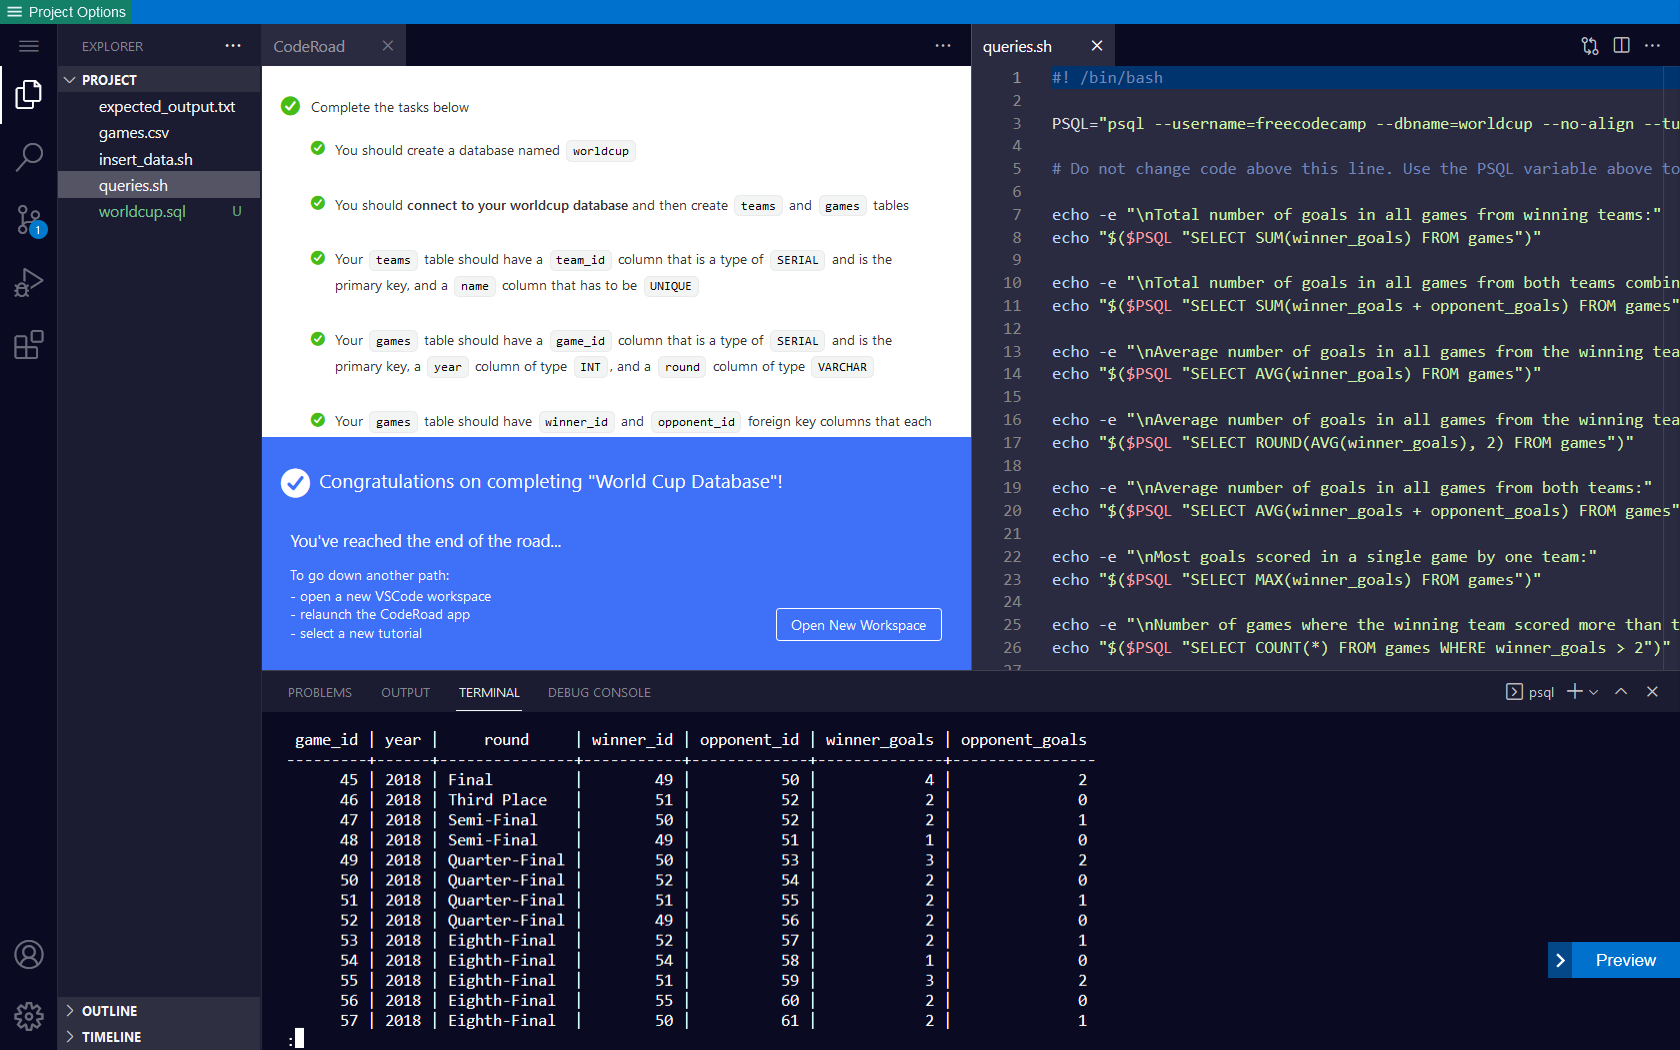 Project Options
EXPLORER
PROJECT
expected_output.txt
games.csv
insert_data.sh
queries.sh
worldcup.sql U
1
OUTLINE
TIMELINE
CodeRoad
Complete the tasks below
You should create a database named worldcup
You should connect to your worldcup database and then create teams and games tables
Your teams table should have a team_id column that is a type of SERIAL and is the
primary key, and a name column that has to be UNIQUE
Your games table should have a game_id column that is a type of SERIAL and is the
primary key, a year column of type INT , and a round column of type VARCHAR
Your games table should have winner_id and opponent_id foreign key columns that each
Congratulations on completing "World Cup Database"!
You've reached the end of the road...
To go down another path:
- open a new VSCode workspace
- relaunch the CodeRoad app
- select a new tutorial
Open New Workspace
queries.sh
1 #! /bin/bash
2
3 PSQL="psql --username=freecodecamp --dbname=worldcup --no-align --tu
4
5 # Do not change code above this line. Use the PSQL variable above to
6
7 echo -e "\nTotal number of goals in all games from winning teams:"
8 echo "$($PSQL "SELECT SUM(winner_goals) FROM games")"
9
10 echo -e "\nTotal number of goals in all games from both teams combin
11 echo "$($PSQL "SELECT SUM(winner_goals + opponent_goals) FROM games"
12
13 echo -e "\nAverage number of goals in all games from the winning tea
14 echo "$($PSQL "SELECT AVG(winner_goals) FROM games")"
15
16 echo -e "\nAverage number of goals in all games from the winning tea
17 echo "$($PSQL "SELECT ROUND(AVG(winner_goals), 2) FROM games")"
18
19 echo -e "\nAverage number of goals in all games from both teams:"
20 echo "$($PSQL "SELECT AVG(winner_goals + opponent_goals) FROM games"
21
22 echo -e "\nMost goals scored in a single game by one team:"
23 echo "$($PSQL "SELECT MAX(winner_goals) FROM games")"
24
25 echo -e "\nNumber of games where the winning team scored more than t
26 echo "$($PSQL "SELECT COUNT(*) FROM games WHERE winner_goals > 2")"
27
PROBLEMS OUTPUT TERMINAL DEBUG CONSOLE
psql
game_id | year | round | winner_id | opponent_id | winner_goals | opponent_goals
---------+------+---------------+-----------+-------------+--------------+----------------
45 | 2018 | Final | 49 | 50 | 4 | 2
46 | 2018 | Third Place | 51 | 52 | 2 | 0
47 | 2018 | Semi-Final | 50 | 52 | 2 | 1
48 | 2018 | Semi-Final | 49 | 51 | 1 | 0
49 | 2018 | Quarter-Final | 50 | 53 | 3 | 2
50 | 2018 | Quarter-Final | 52 | 54 | 2 | 0
51 | 2018 | Quarter-Final | 51 | 55 | 2 | 1
52 | 2018 | Quarter-Final | 49 | 56 | 2 | 0
53 | 2018 | Eighth-Final | 52 | 57 | 2 | 1
54 | 2018 | Eighth-Final | 54 | 58 | 1 | 0
55 | 2018 | Eighth-Final | 51 | 59 | 3 | 2
56 | 2018 | Eighth-Final | 55 | 60 | 2 | 0
57 | 2018 | Eighth-Final | 50 | 61 | 2 | 1
:
Preview